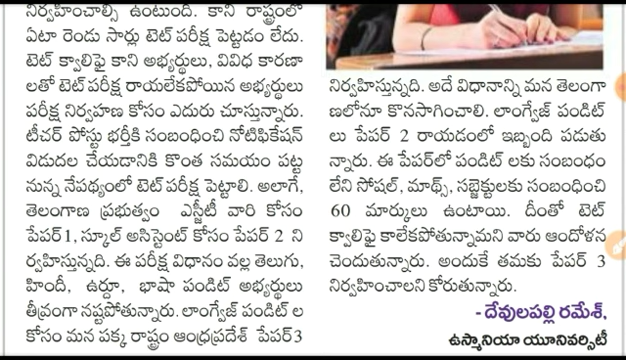 నిర్వహించాల్సి ఉంటుంది. కాని రాష్ట్రంలో
ఏటా రెండు సార్లు టెట్ పరీక్ష పెట్టడం లేదు.
టెట్ క్వాలిఫై కాని అభ్యర్థులు, వివిధ కారణా
లతో టెట్ పరీక్ష రాయలేకపోయిన అభ్యర్థులు
పరీక్ష నిర్వహణ కోసం ఎదురు చూస్తున్నారు.
టీచర్ పోస్టు భర్తీకి సంబంధించి నోటిఫికేషన్
విడుదల చేయడానికి కొంత సమయం పట్ట
నున్న నేపథ్యంలో టెట్ పరీక్ష పెట్టాలి. అలాగే,
తెలంగాణ ప్రభుత్వం ఎస్జీటీ వారి కోసం
పేపర్1, స్కూల్ అసిస్టెంట్ కోసం పేపర్ 2 ని
ర్వహిస్తున్నది. ఈ పరీక్ష విధానం వల్ల తెలుగు,
హిందీ, ఉర్దూ, భాషా పండిట్ అభ్యర్థులు
తీవ్రంగా నష్టపోతున్నారు. లాంగ్వేజ్ పండిట్ ల
కోసం మన పక్క రాష్ట్రం ఆంధ్రప్రదేశ్ పేపర్3
నిర్వహిస్తున్నది. అదే విధానాన్ని మన తెలంగా
ణలోనూ కొనసాగించాలి. లాంగ్వేజ్ పండిట్
లు పేపర్ 2 రాయడంలో ఇబ్బంది పడుతు
న్నారు. ఈ పేపర్‌లో పండిట్ లకు సంబంధం
లేని సోషల్, మాథ్స్, సబ్జెక్టులకు సంబంధించి
60 మార్కులు ఉంటాయి. దీంతో టెట్
క్వాలిఫై కాలేకపోతున్నామని వారు ఆందోళన
చెందుతున్నారు. అందుకే తమకు పేపర్ 3
నిర్వహించాలని కోరుతున్నారు.
- దేవులపల్లి రమేశ్,
ఉస్మానియా యూనివర్సిటీ